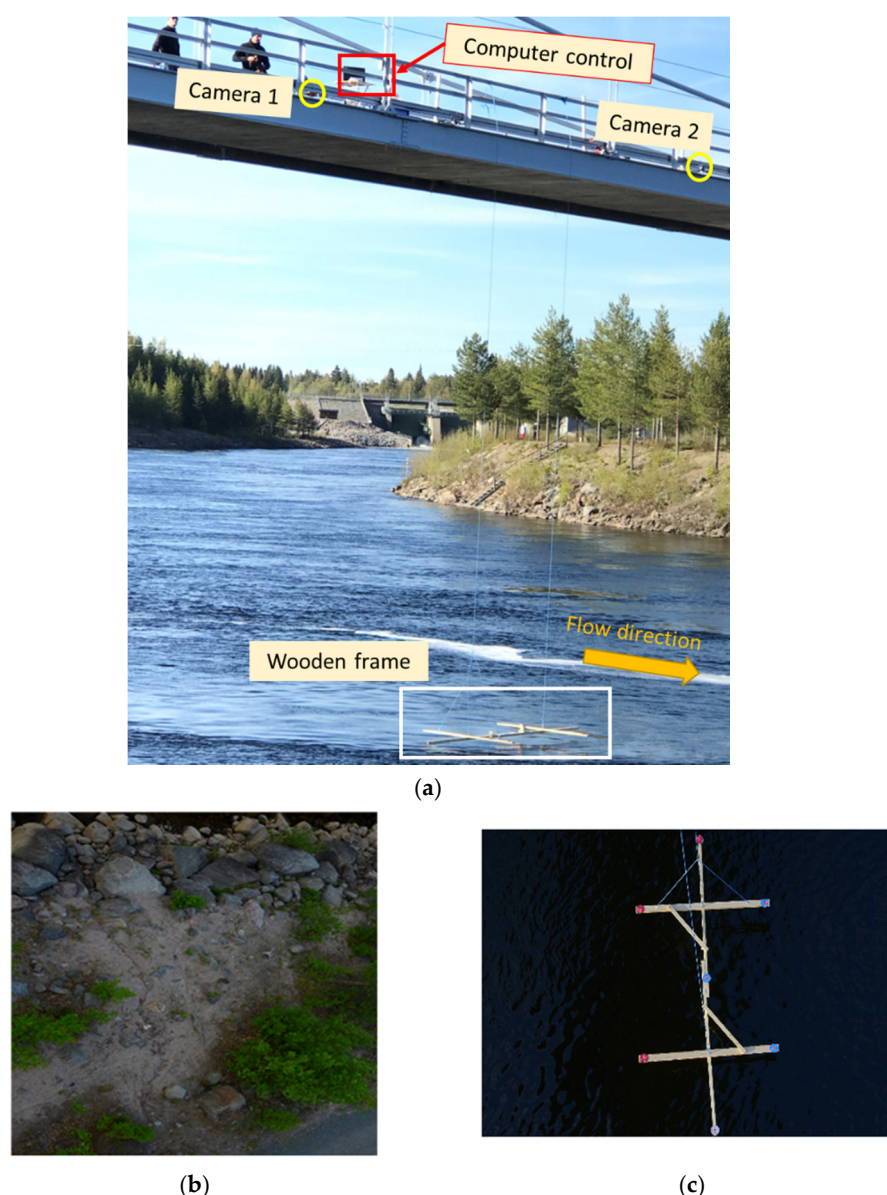 Computer control
Camera 1
Camera 2
Flow direction
Wooden frame
(a)
(b)
(c)